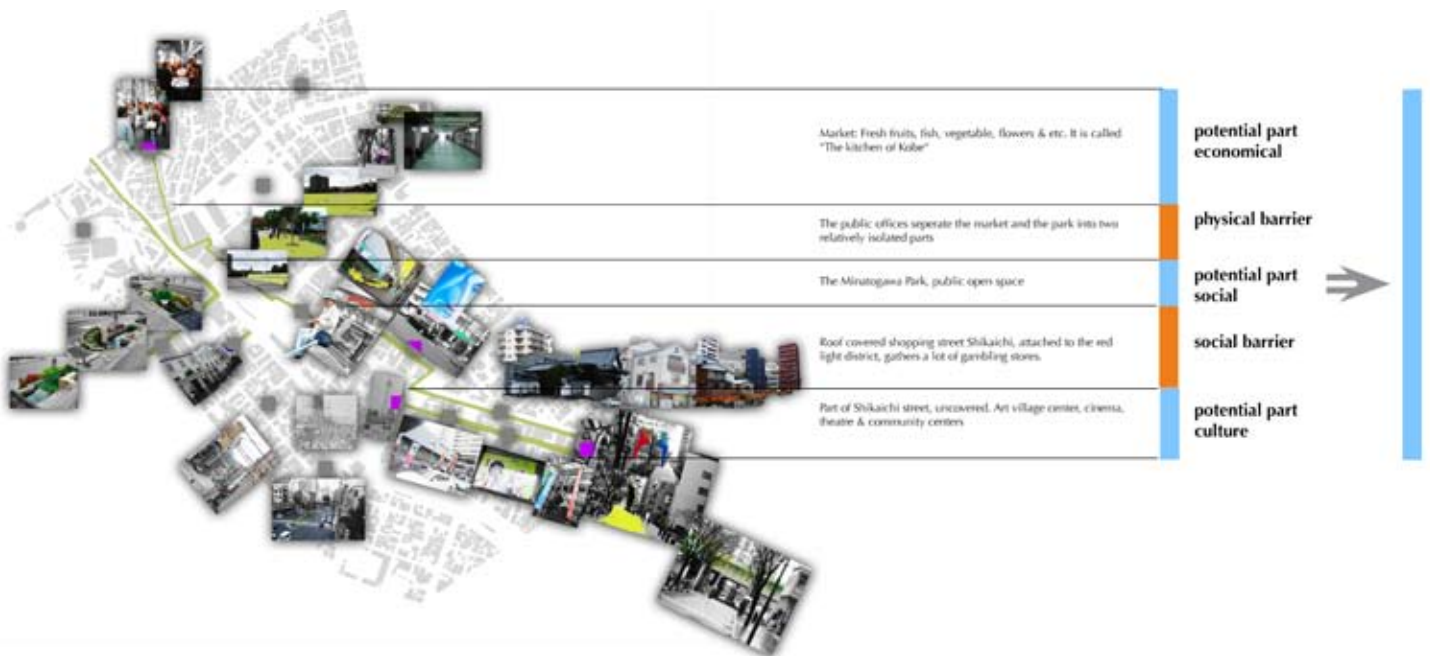 Market: Fresh fruits, fish, vegetable, flowers & etc. It is called
"The kitchen of Kobe"
potential part
economical
The public offices seperate the market and the park into two
relatively isolated parts
physical barrier
The Minatogawa Park, public open space
potential part
social
Roof covered shopping street Shikaichi, attached to the red
light district, gathers a lot of gambling stores.
social barrier
Part of Shikaichi street, uncovered. Art village center, cinema,
theatre & community centers
potential part
culture